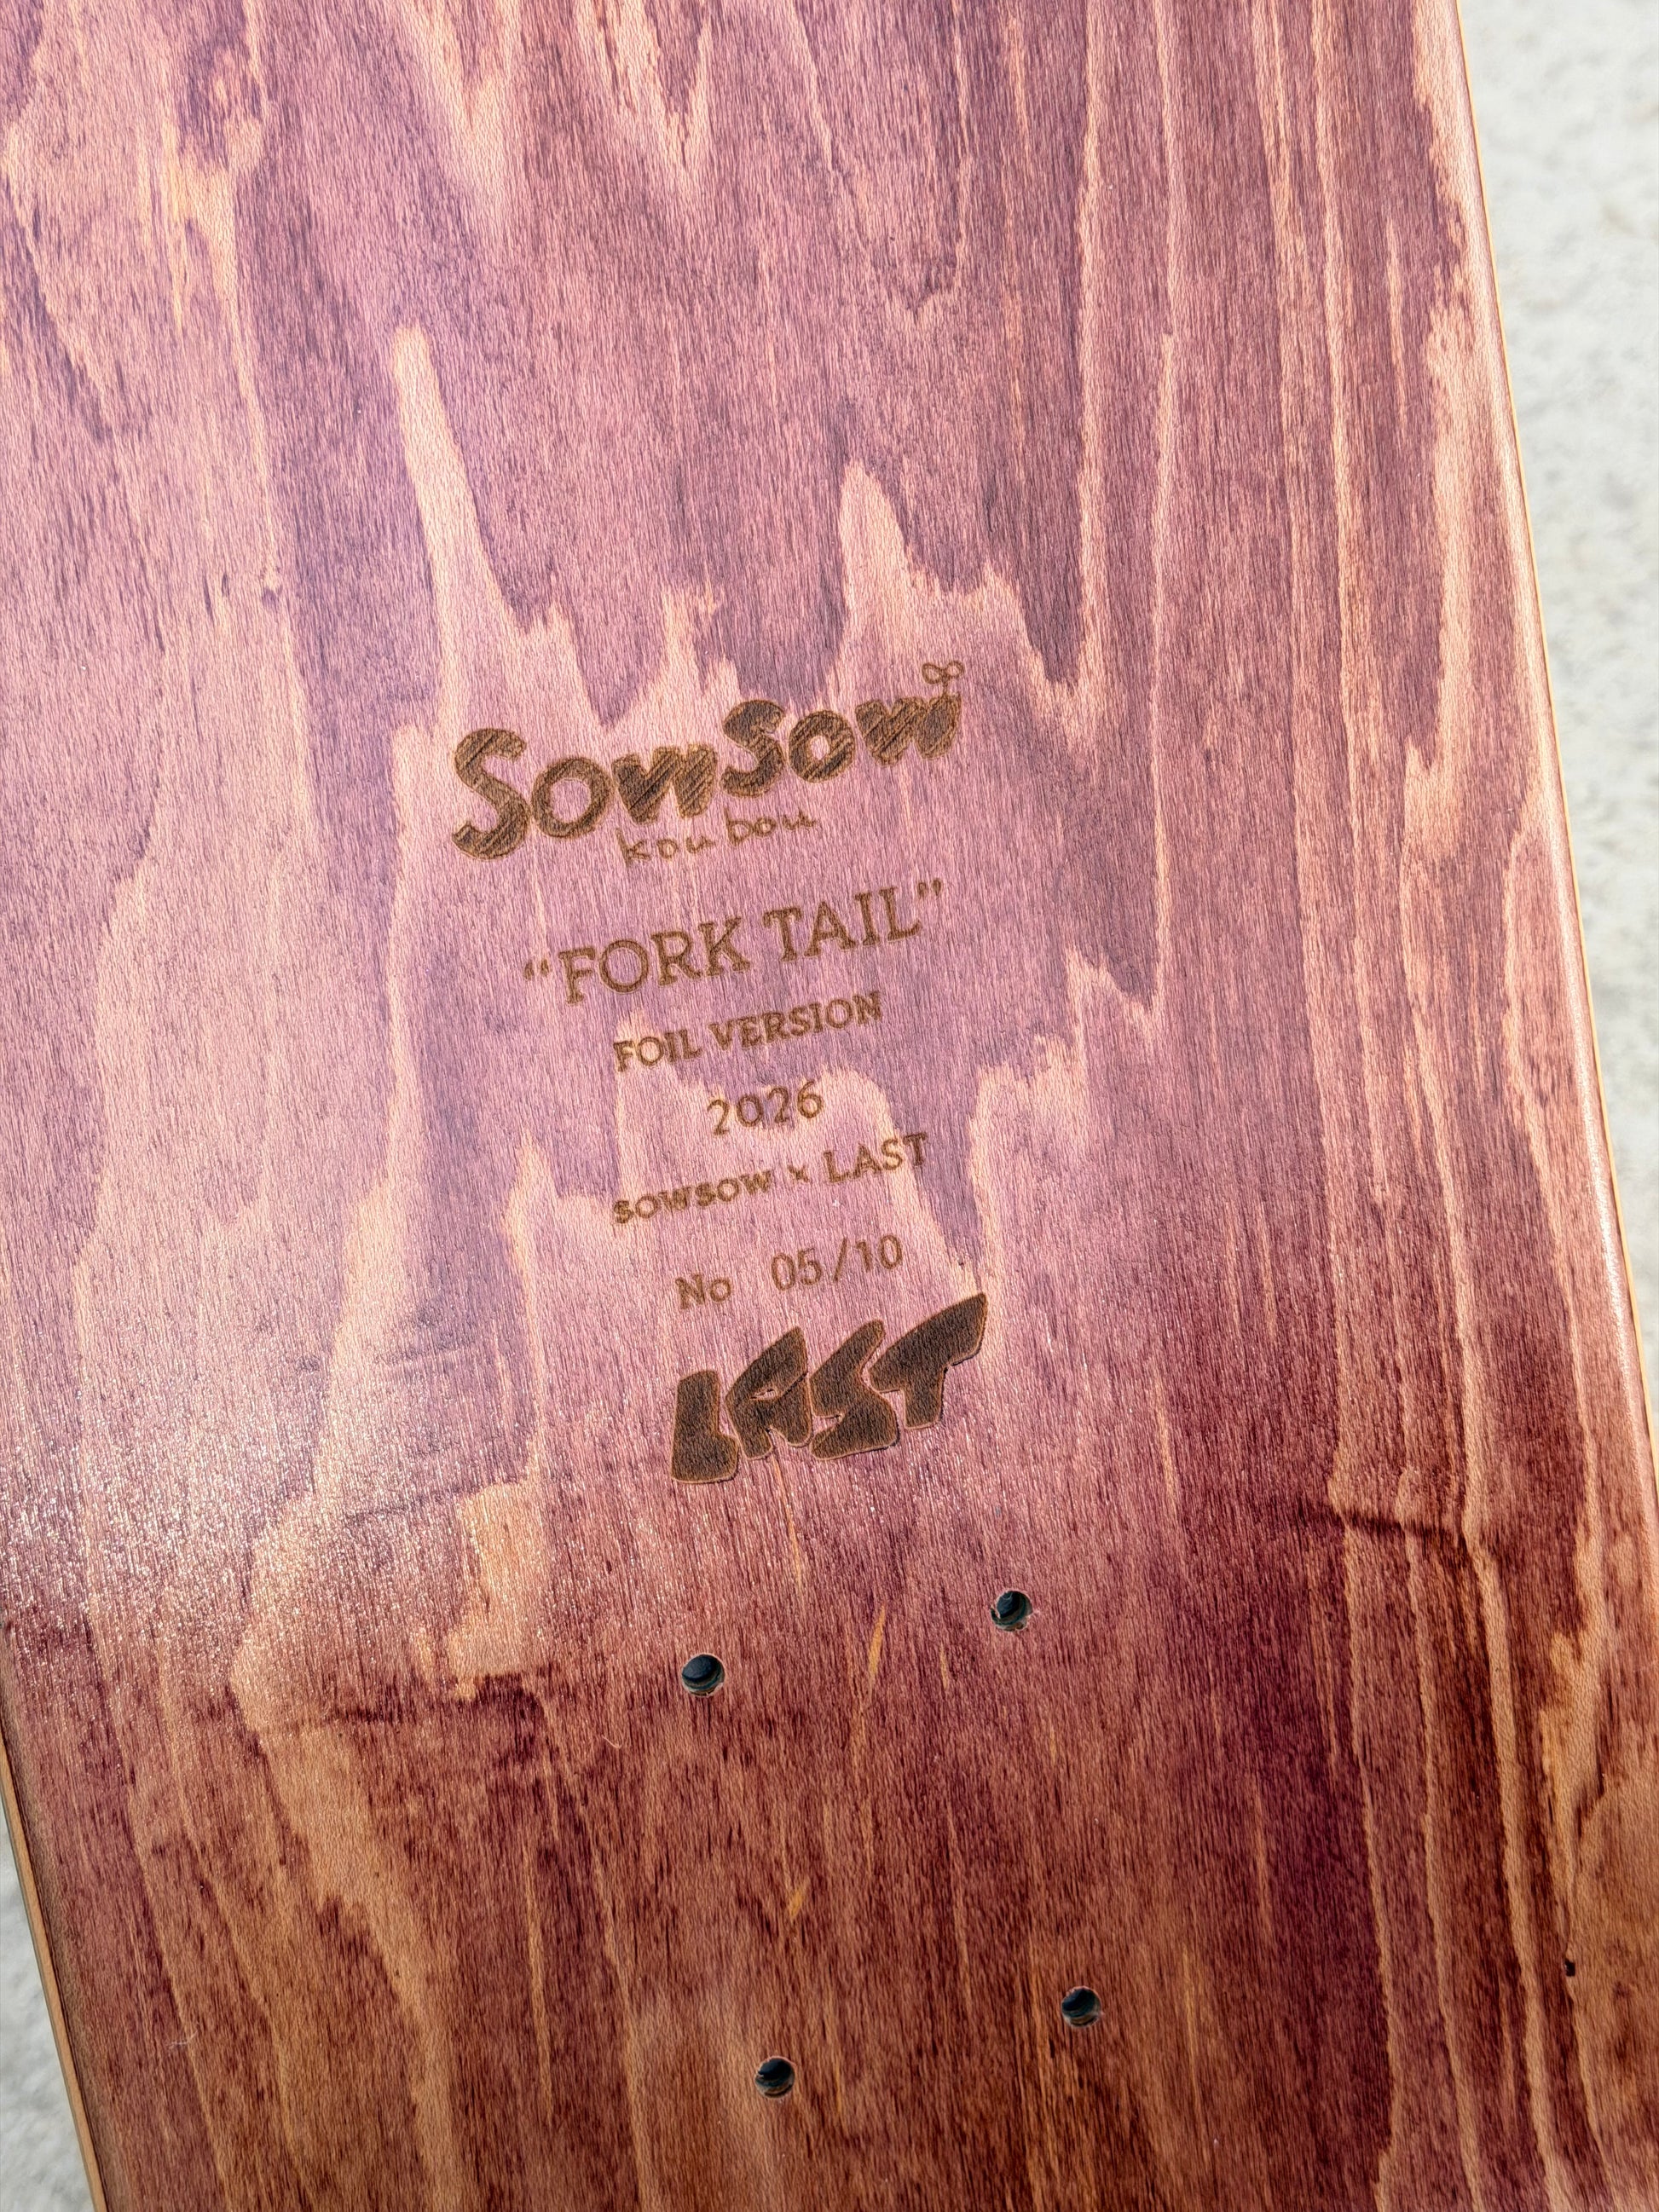 SowSow
koubou
“FORK TAIL”
FOIL VERSION
2026
SOWSOW × LAST
No 05/10
LAST